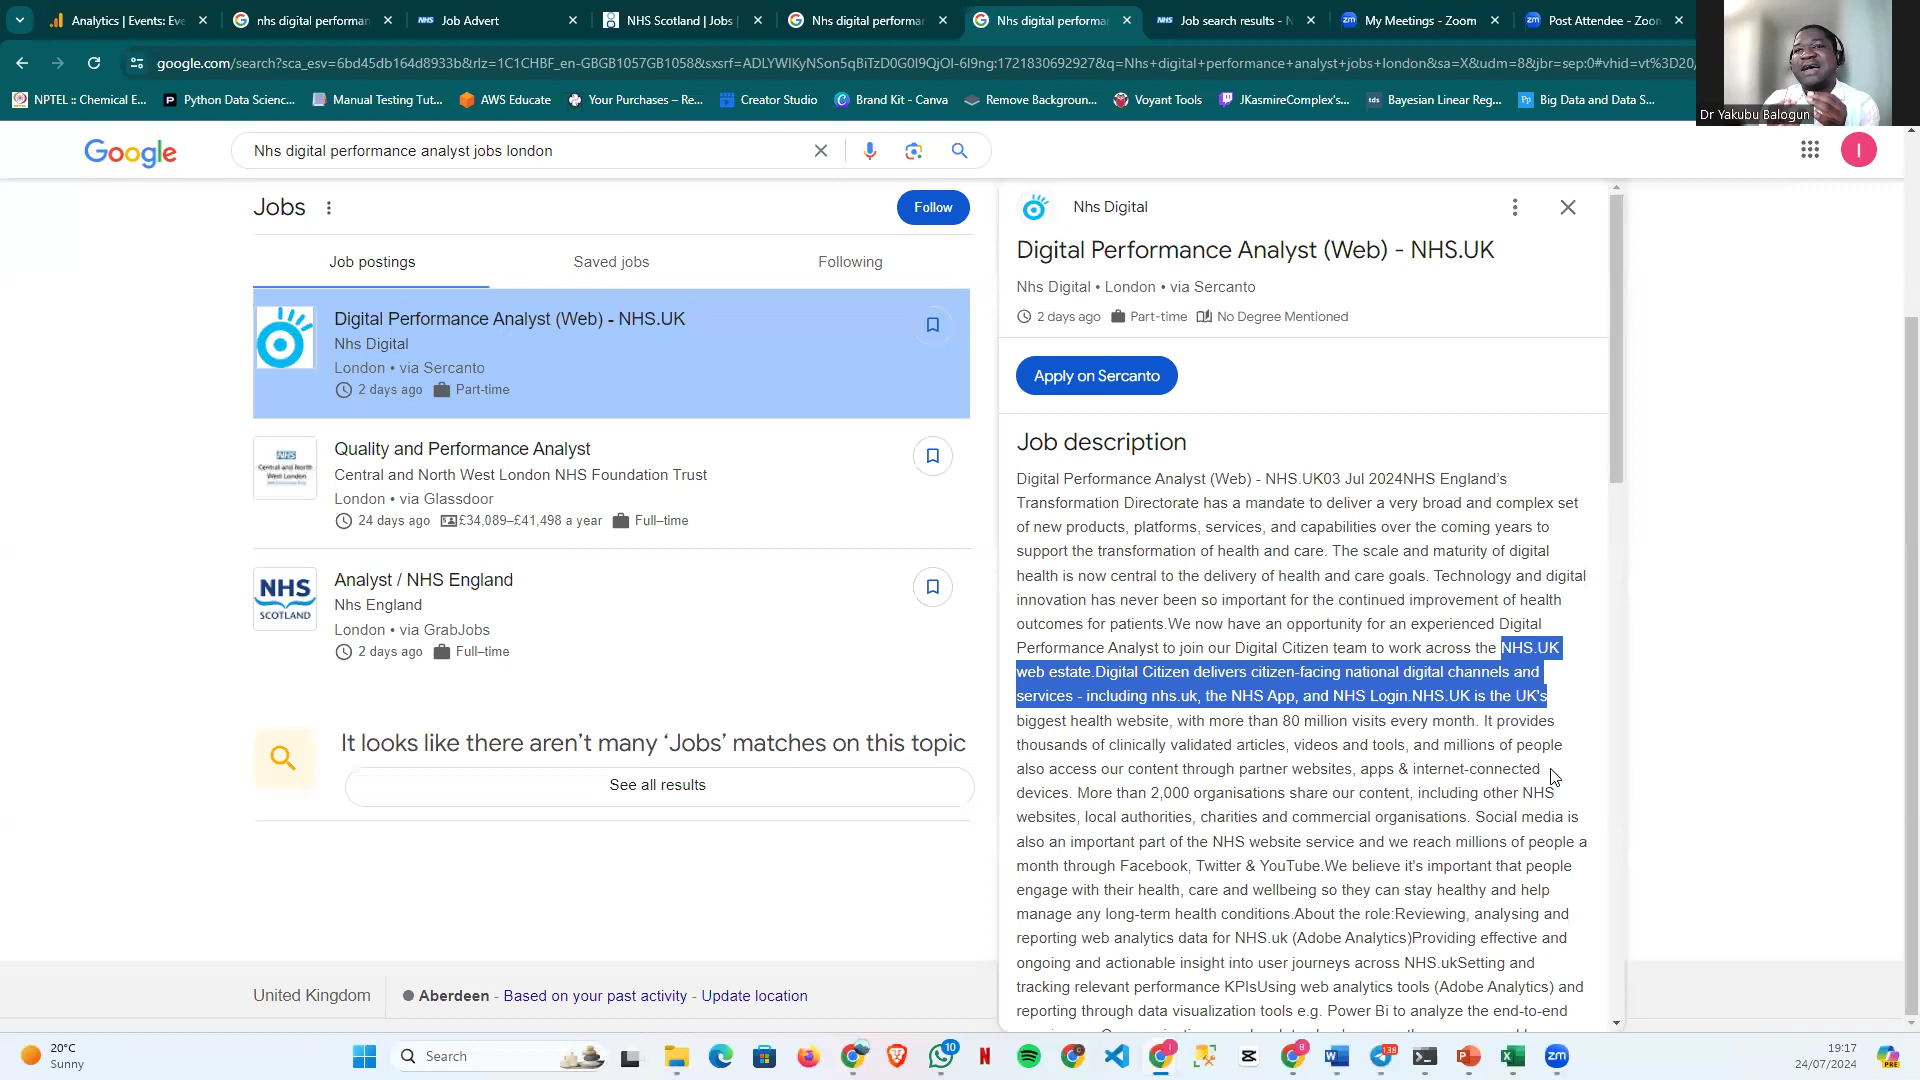 Analytics | Events: Eve
nhs digital performan
Job Advert
NHS Scotland | Jobs |
Nhs digital performar
Nhs digital performa
Job search results - N
My Meetings - Zoom
Post Attendee - Zoon
google.com/search?sca_esv=6bd45db164d8933b&rlz=1C1CHBF_en-GBGB1057GB1058&sxsrf=ADLYWIKyNSon5qBiTzD0G0I9QjOl-6I9ng:1721830692927&q=Nhs+digital+performance+analyst+jobs+london&sa=X&udm=8&jbr=sep:0#vhid=vt%3D20/
NPTEL :: Chemical E...
Python Data Scienc...
Manual Testing Tut...
AWS Educate
Your Purchases – Re...
Creator Studio
Brand Kit - Canva
Remove Backgroun...
Voyant Tools
JKasmireComplex's...
Bayesian Linear Reg...
Big Data and Data S...
Dr Yakubu Balogun
Google
Nhs digital performance analyst jobs london
I
Jobs
Follow
Job postings
Saved jobs
Following
Digital Performance Analyst (Web) - NHS.UK
Nhs Digital
London • via Sercanto
2 days ago
Part-time
Quality and Performance Analyst
Central and North West London NHS Foundation Trust
London • via Glassdoor
24 days ago
£34,089–£41,498 a year
Full–time
NHS
Central and North
West London
NHS
SCOTLAND
Analyst / NHS England
Nhs England
London • via GrabJobs
2 days ago
Full–time
It looks like there aren’t many ‘Jobs’ matches on this topic
See all results
Nhs Digital
Digital Performance Analyst (Web) - NHS.UK
Nhs Digital • London • via Sercanto
2 days ago
Part-time
No Degree Mentioned
Apply on Sercanto
Job description
Digital Performance Analyst (Web) - NHS.UK03 Jul 2024NHS England’s
Transformation Directorate has a mandate to deliver a very broad and complex set
of new products, platforms, services, and capabilities over the coming years to
support the transformation of health and care. The scale and maturity of digital
health is now central to the delivery of health and care goals. Technology and digital
innovation has never been so important for the continued improvement of health
outcomes for patients.We now have an opportunity for an experienced Digital
Performance Analyst to join our Digital Citizen team to work across the NHS.UK
web estate.Digital Citizen delivers citizen-facing national digital channels and
services - including nhs.uk, the NHS App, and NHS Login.NHS.UK is the UK's
biggest health website, with more than 80 million visits every month. It provides
thousands of clinically validated articles, videos and tools, and millions of people
also access our content through partner websites, apps & internet-connected
devices. More than 2,000 organisations share our content, including other NHS
websites, local authorities, charities and commercial organisations. Social media is
also an important part of the NHS website service and we reach millions of people a
month through Facebook, Twitter & YouTube.We believe it's important that people
engage with their health, care and wellbeing so they can stay healthy and help
manage any long-term health conditions.About the role:Reviewing, analysing and
reporting web analytics data for NHS.uk (Adobe Analytics)Providing effective and
ongoing and actionable insight into user journeys across NHS.ukSetting and
tracking relevant performance KPIsUsing web analytics tools (Adobe Analytics) and
reporting through data visualization tools e.g. Power Bi to analyze the end-to-end
United Kingdom
Aberdeen - Based on your past activity - Update location
20°C
Sunny
Search
10
138
19:17
24/07/2024